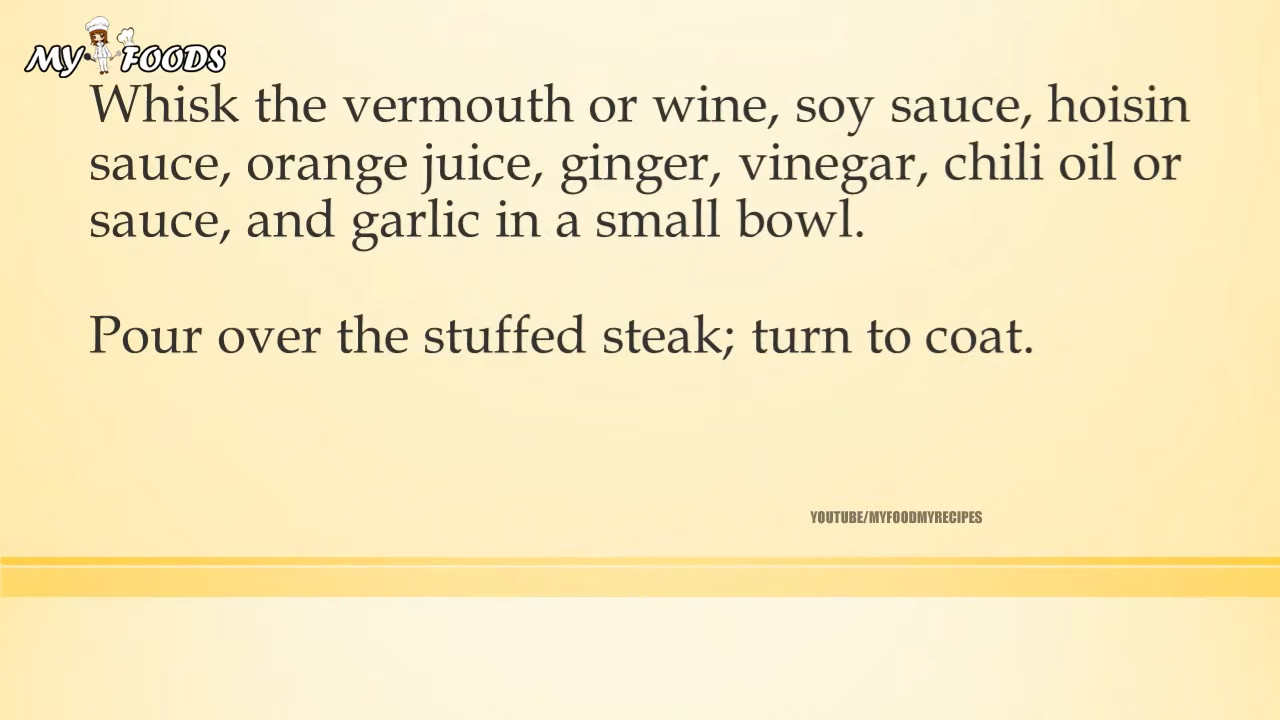 MY FOODS
Whisk the vermouth or wine, soy sauce, hoisin
sauce, orange juice, ginger, vinegar, chili oil or
sauce, and garlic in a small bowl.
Pour over the stuffed steak; turn to coat.
YOUTUBE/MYFOODMYRECIPES